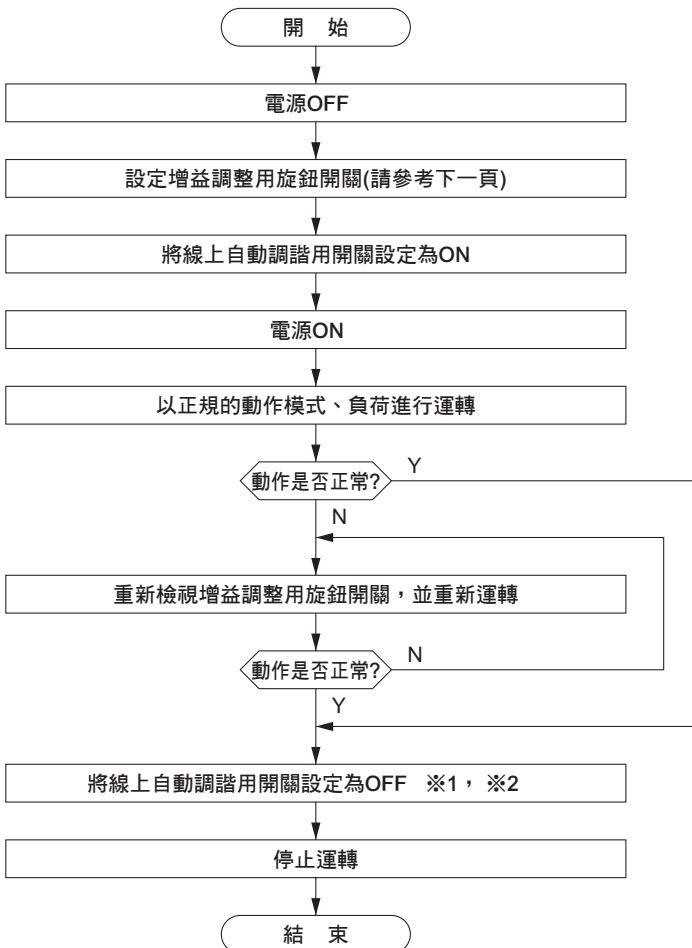 開　始
電源OFF
設定增益調整用旋鈕開關(請參考下一頁)
將線上自動調諧用開關設定為ON
電源ON
以正規的動作模式、負荷進行運轉
動作是否正常?
Y
N
重新檢視增益調整用旋鈕開關，並重新運轉
動作是否正常?
N
Y
將線上自動調諧用開關設定為OFF　※1， ※2
停止運轉
結　束